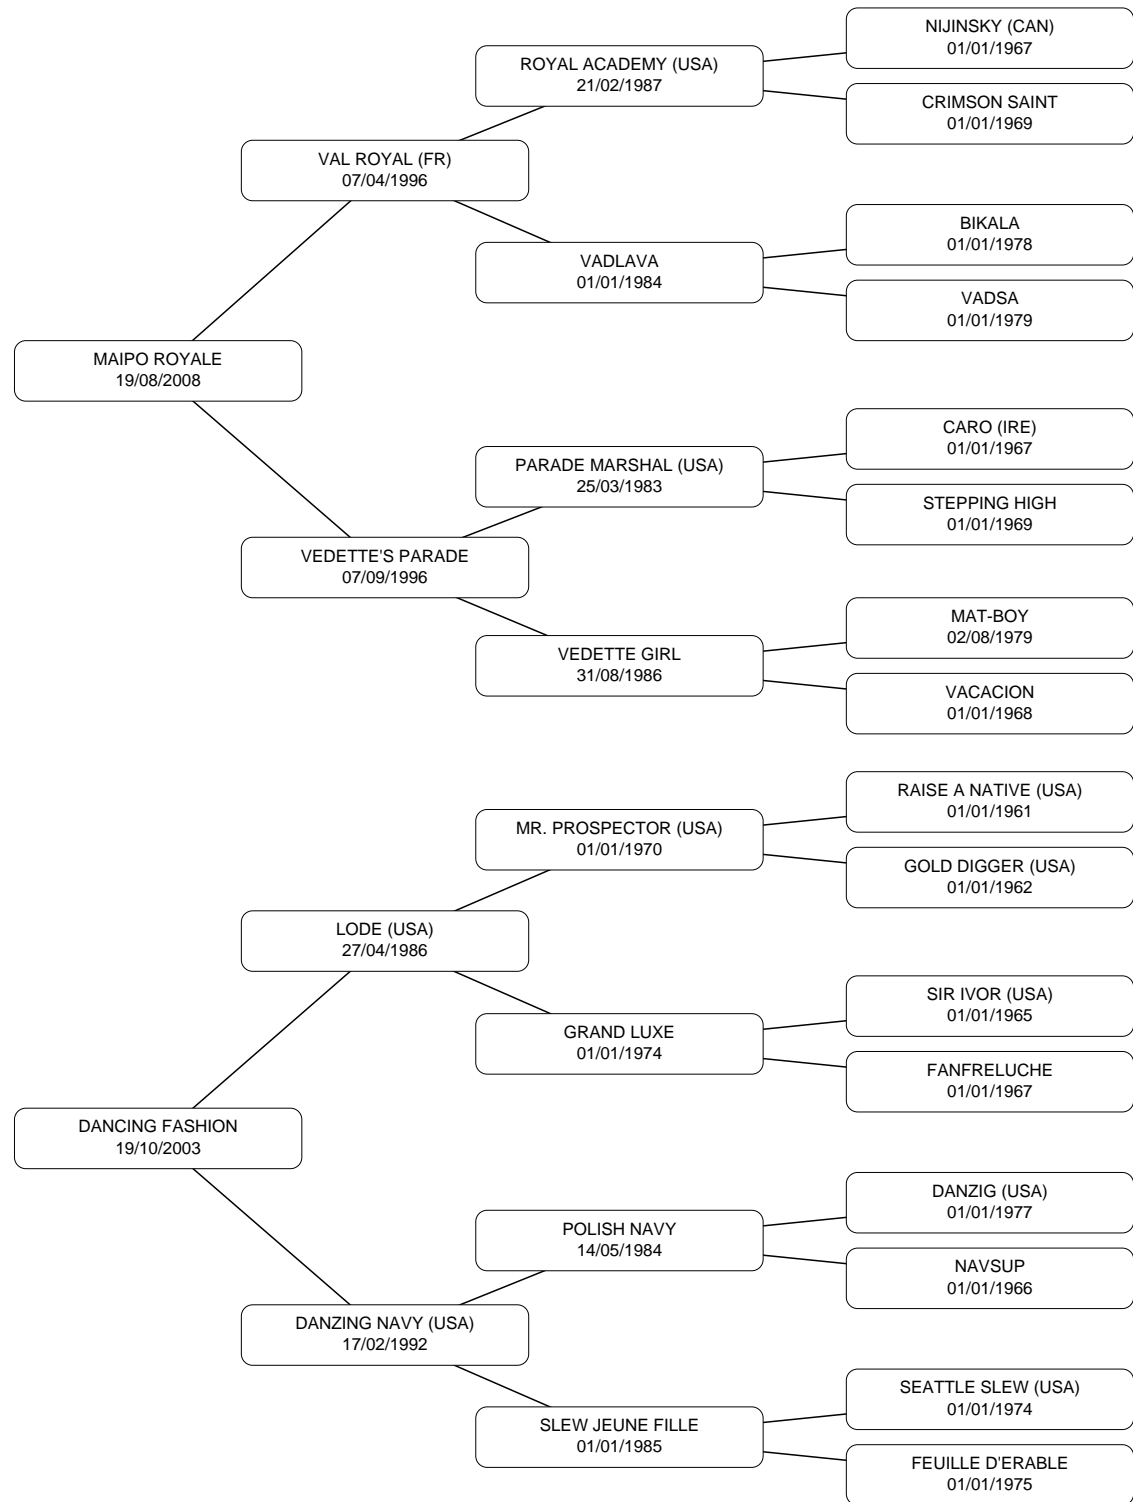 NIJINSKY (CAN)
01/01/1967
ROYAL ACADEMY (USA)
21/02/1987
CRIMSON SAINT
01/01/1969
VAL ROYAL (FR)
07/04/1996
BIKALA
01/01/1978
VADLAVA
01/01/1984
VADSA
01/01/1979
MAIPO ROYALE
19/08/2008
CARO (IRE)
01/01/1967
PARADE MARSHAL (USA)
25/03/1983
STEPPING HIGH
01/01/1969
VEDETTE'S PARADE
07/09/1996
MAT-BOY
02/08/1979
VEDETTE GIRL
31/08/1986
VACACION
01/01/1968
RAISE A NATIVE (USA)
01/01/1961
MR. PROSPECTOR (USA)
01/01/1970
GOLD DIGGER (USA)
01/01/1962
LODE (USA)
27/04/1986
SIR IVOR (USA)
01/01/1965
GRAND LUXE
01/01/1974
FANFRELUCHE
01/01/1967
DANCING FASHION
19/10/2003
DANZIG (USA)
01/01/1977
POLISH NAVY
14/05/1984
NAVSUP
01/01/1966
DANZING NAVY (USA)
17/02/1992
SEATTLE SLEW (USA)
01/01/1974
SLEW JEUNE FILLE
01/01/1985
FEUILLE D'ERABLE
01/01/1975